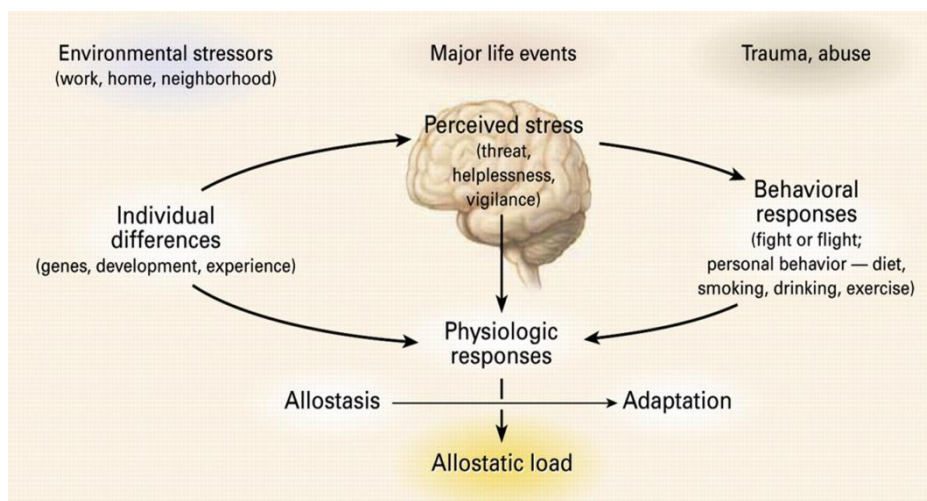 Environmental stressors
(work, home, neighborhood)
Major life events
Trauma, abuse
Perceived stress
(threat,
helplessness,
vigilance)
Individual
differences
(genes, development, experience)
Behavioral
responses
(fight or flight;
personal behavior — diet,
smoking, drinking, exercise)
Physiologic
responses
Allostasis
Adaptation
Allostatic load